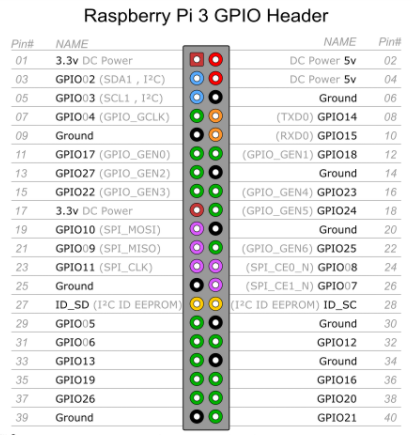 Raspberry Pi 3 GPIO Header
Pin# NAME NAME Pin#
01 3.3v DC Power DC Power 5v 02
03 GPIO02 (SDA1 , I²C) DC Power 5v 04
05 GPIO03 (SCL1 , I²C) Ground 06
07 GPIO04 (GPIO_GCLK) (TXD0) GPIO14 08
09 Ground (RXD0) GPIO15 10
11 GPIO17 (GPIO_GEN0) (GPIO_GEN1) GPIO18 12
13 GPIO27 (GPIO_GEN2) Ground 14
15 GPIO22 (GPIO_GEN3) (GPIO_GEN4) GPIO23 16
17 3.3v DC Power (GPIO_GEN5) GPIO24 18
19 GPIO10 (SPI_MOSI) Ground 20
21 GPIO09 (SPI_MISO) (GPIO_GEN6) GPIO25 22
23 GPIO11 (SPI_CLK) (SPI_CE0_N) GPIO08 24
25 Ground (SPI_CE1_N) GPIO07 26
27 ID_SD (I²C ID EEPROM) (I²C ID EEPROM) ID_SC 28
29 GPIO05 Ground 30
31 GPIO06 GPIO12 32
33 GPIO13 Ground 34
35 GPIO19 GPIO16 36
37 GPIO26 GPIO20 38
39 Ground GPIO21 40